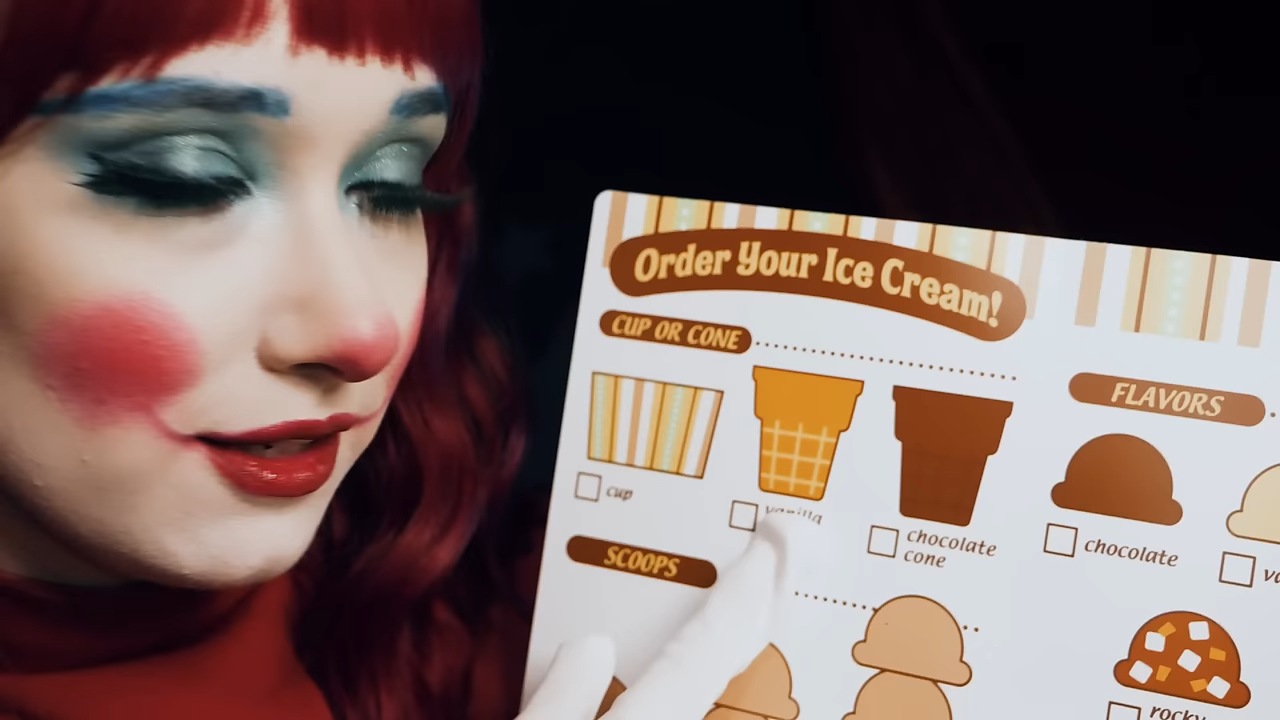 Order Your Ice Cream!
CUP OR CONE
cup
vanilla
chocolate
cone
FLAVORS
chocolate
SCOOPS
rocky